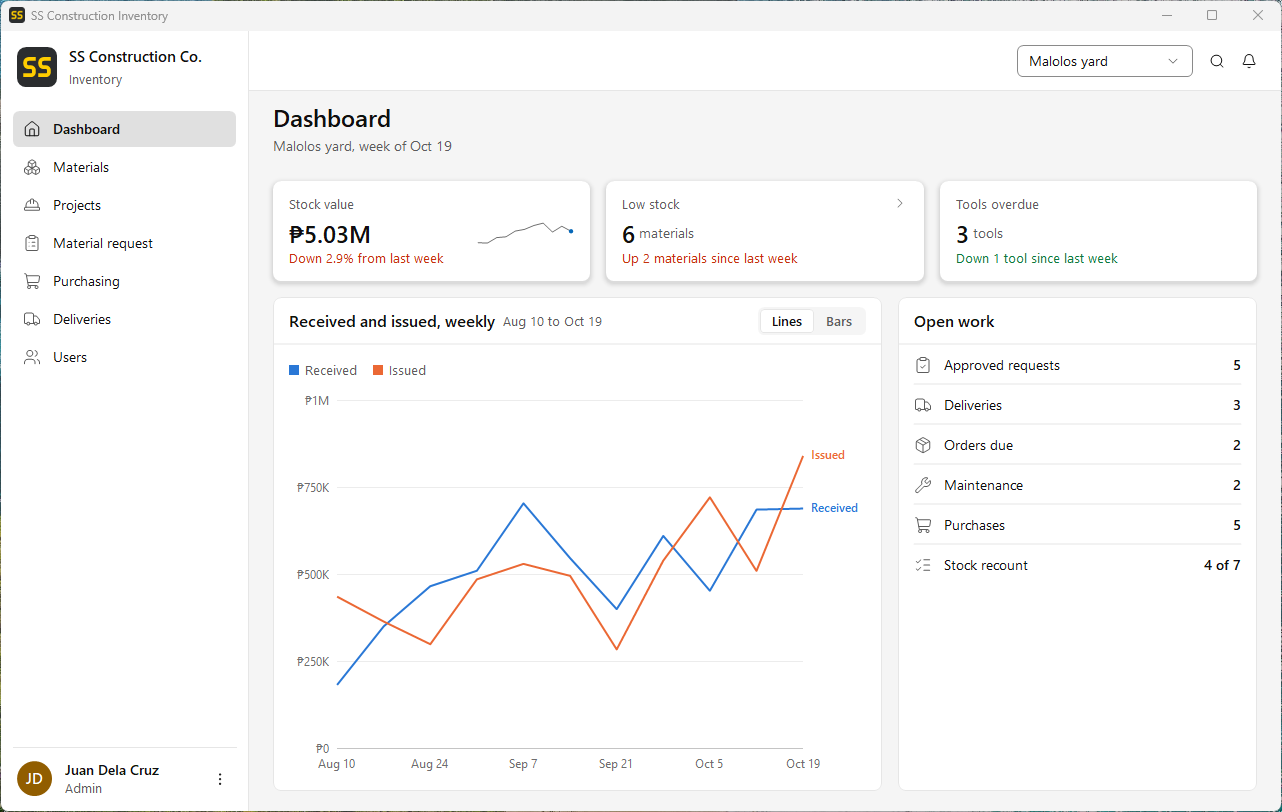 SS Construction Inventory
SS
SS Construction Co.
Inventory
Dashboard
Materials
Projects
Material request
Purchasing
Deliveries
Users
JD
Juan Dela Cruz
Admin
Malolos yard
Dashboard
Malolos yard, week of Oct 19
Stock value
₱5.03M
Down 2.9% from last week
Low stock
6 materials
Up 2 materials since last week
Tools overdue
3 tools
Down 1 tool since last week
Received and issued, weekly Aug 10 to Oct 19
Lines Bars
Received Issued
₱1M
₱750K
₱500K
₱250K
₱0
Issued
Received
Aug 10 Aug 24 Sep 7 Sep 21 Oct 5 Oct 19
Open work
Approved requests 5
Deliveries 3
Orders due 2
Maintenance 2
Purchases 5
Stock recount 4 of 7